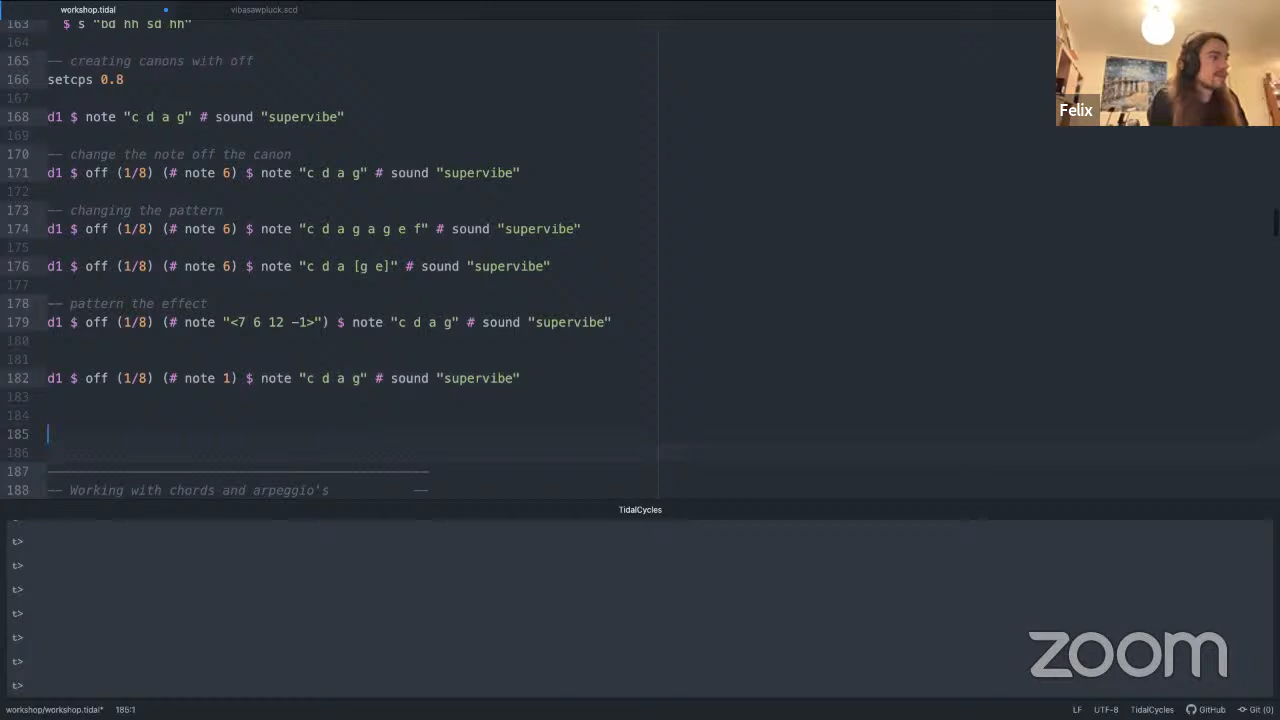 workshop.tidal
vibasawpluck.scd
163 $ s "bd hh sd hh"
164
165 -- creating canons with off
166 setcps 0.8
167
168 d1 $ note "c d a g" # sound "supervibe"
169
170 -- change the note off the canon
171 d1 $ off (1/8) (# note 6) $ note "c d a g" # sound "supervibe"
172
173 -- changing the pattern
174 d1 $ off (1/8) (# note 6) $ note "c d a g a g e f" # sound "supervibe"
175
176 d1 $ off (1/8) (# note 6) $ note "c d a [g e]" # sound "supervibe"
177
178 -- pattern the effect
179 d1 $ off (1/8) (# note "<7 6 12 -1>") $ note "c d a g" # sound "supervibe"
180
181
182 d1 $ off (1/8) (# note 1) $ note "c d a g" # sound "supervibe"
183
184
185
186
187 ------------------------------------------------
188 -- Working with chords and arpeggio's --
Felix
TidalCycles
t>
t>
t>
t>
t>
t>
t>
zoom
workshop/workshop.tidal* 185:1
LF UTF-8 TidalCycles GitHub Git (0)